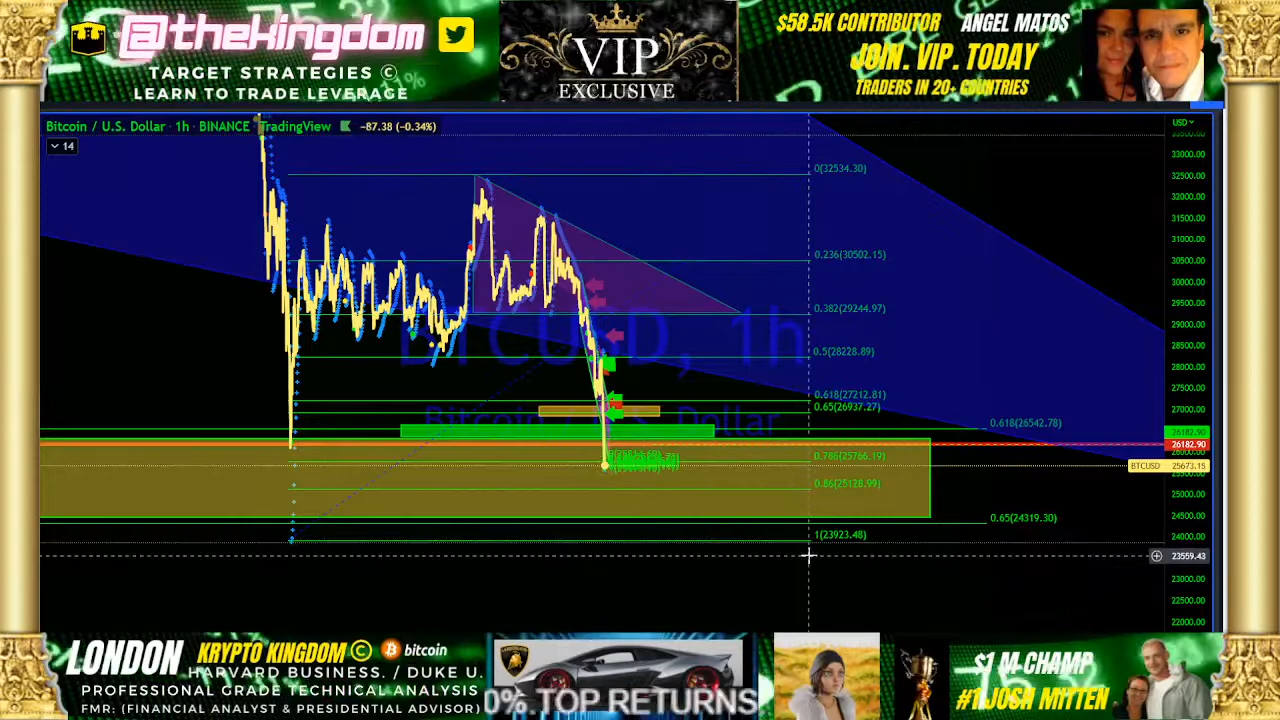 @thekingdom
TARGET STRATEGIES ©
LEARN TO TRADE LEVERAGE
VIP
EXCLUSIVE
$58.5K CONTRIBUTOR ANGEL MATOS
JOIN. VIP. TODAY
TRADERS IN 20+ COUNTRIES
Bitcoin / U.S. Dollar · 1h · BINANCE TradingView −87.38 (−0.34%)
14
USD
33500.00
33000.00
32500.00
31500.00
31000.00
30500.00
30000.00
29500.00
29000.00
28500.00
28000.00
27500.00
27000.00
26182.90
26182.90
26000.00
BTCUSD 25673.15
25000.00
24500.00
24000.00
23559.43
23000.00
22500.00
22000.00
0(32534.30)
0.236(30502.15)
0.382(29244.97)
0.5(28228.89)
0.618(27212.81)
0.65(26937.27)
0.618(26542.78)
0.786(25766.19)
0.86(25128.99)
0.65(24319.30)
1(23923.48)
BTCUSD, 1h
Bitcoin / U.S. Dollar
LONDON KRYPTO KINGDOM © bitcoin
HARVARD BUSINESS. / DUKE U.
PROFESSIONAL GRADE TECHNICAL ANALYSIS
FMR: (FINANCIAL ANALYST & PRESIDENTIAL ADVISOR)
0% TOP RETURNS
$1 M CHAMP
#1 JOSH MITTEN